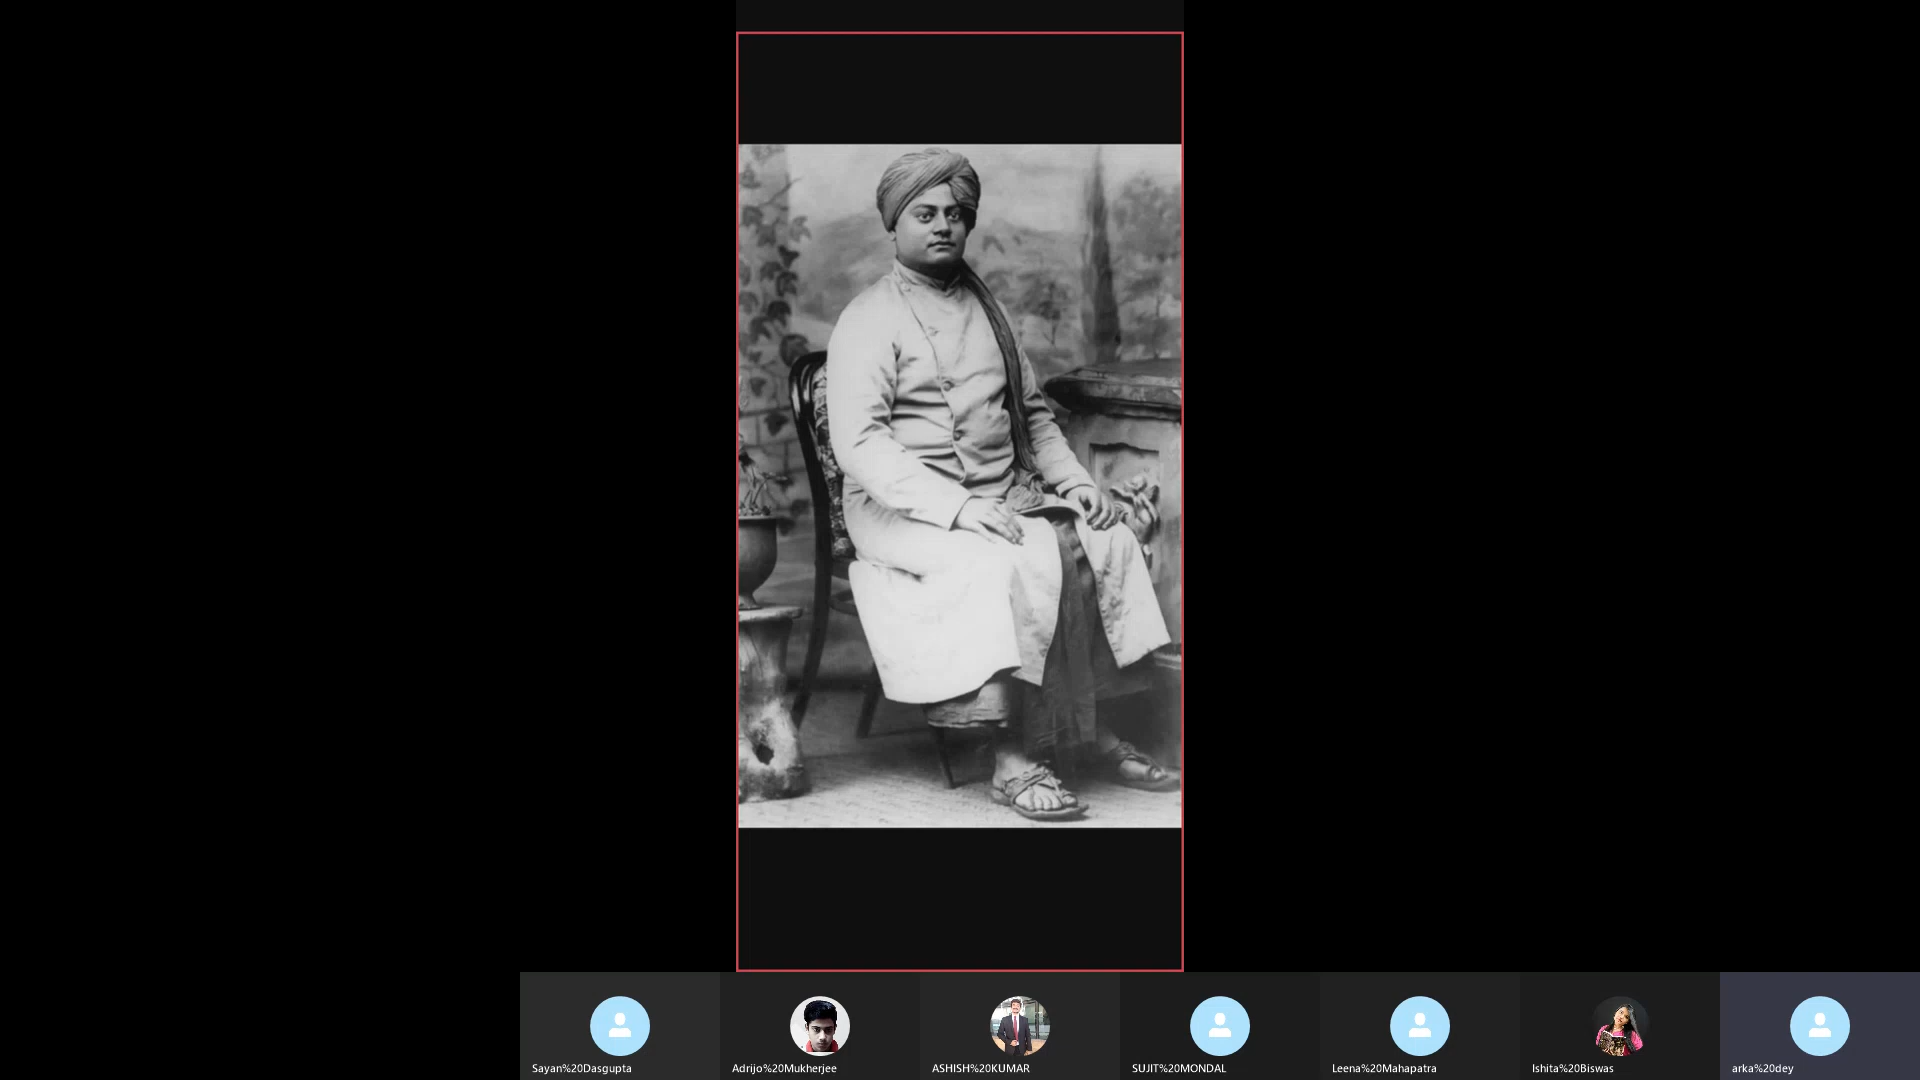 Sayan%20Dasgupta
Adrijo%20Mukherjee
ASHISH%20KUMAR
SUJIT%20MONDAL
Leena%20Mahapatra
Ishita%20Biswas
arka%20dey